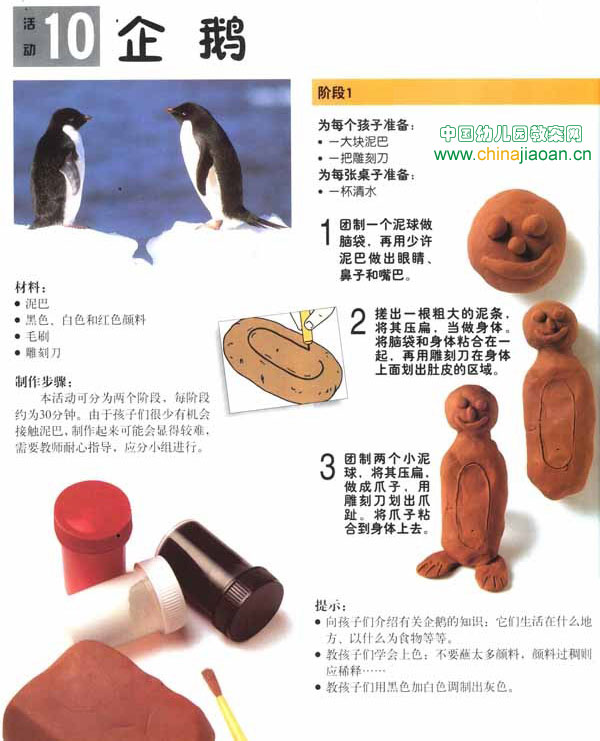 活动
10
企鹅
阶段1
为每个孩子准备：
• 一大块泥巴
• 一把雕刻刀
为每张桌子准备：
• 一杯清水
中国幼儿园教案网
www.chinajiaoan.cn
1 团制一个泥球做
脑袋，再用少许
泥巴做出眼睛、
鼻子和嘴巴。
材料：
• 泥巴
• 黑色、白色和红色颜料
• 毛刷
• 雕刻刀
制作步骤：
本活动可分为两个阶段，每阶段
约为30分钟。由于孩子们很少有机会
接触泥巴，制作起来可能会显得较难，
需要教师耐心指导，应分小组进行。
2 搓出一根粗大的泥条，
将其压扁，当做身体。
将脑袋和身体粘合在一
起，再用雕刻刀在身体
上面划出肚皮的区域。
3 团制两个小泥
球，将其压扁，
做成爪子，用
雕刻刀划出爪
趾。将爪子粘
合到身体上去。
提示：
• 向孩子们介绍有关企鹅的知识：它们生活在什么地
方、以什么为食物等等。
• 教孩子们学会上色：不要蘸太多颜料，颜料过稠则
应稀释……
• 教孩子们用黑色加白色调制出灰色。